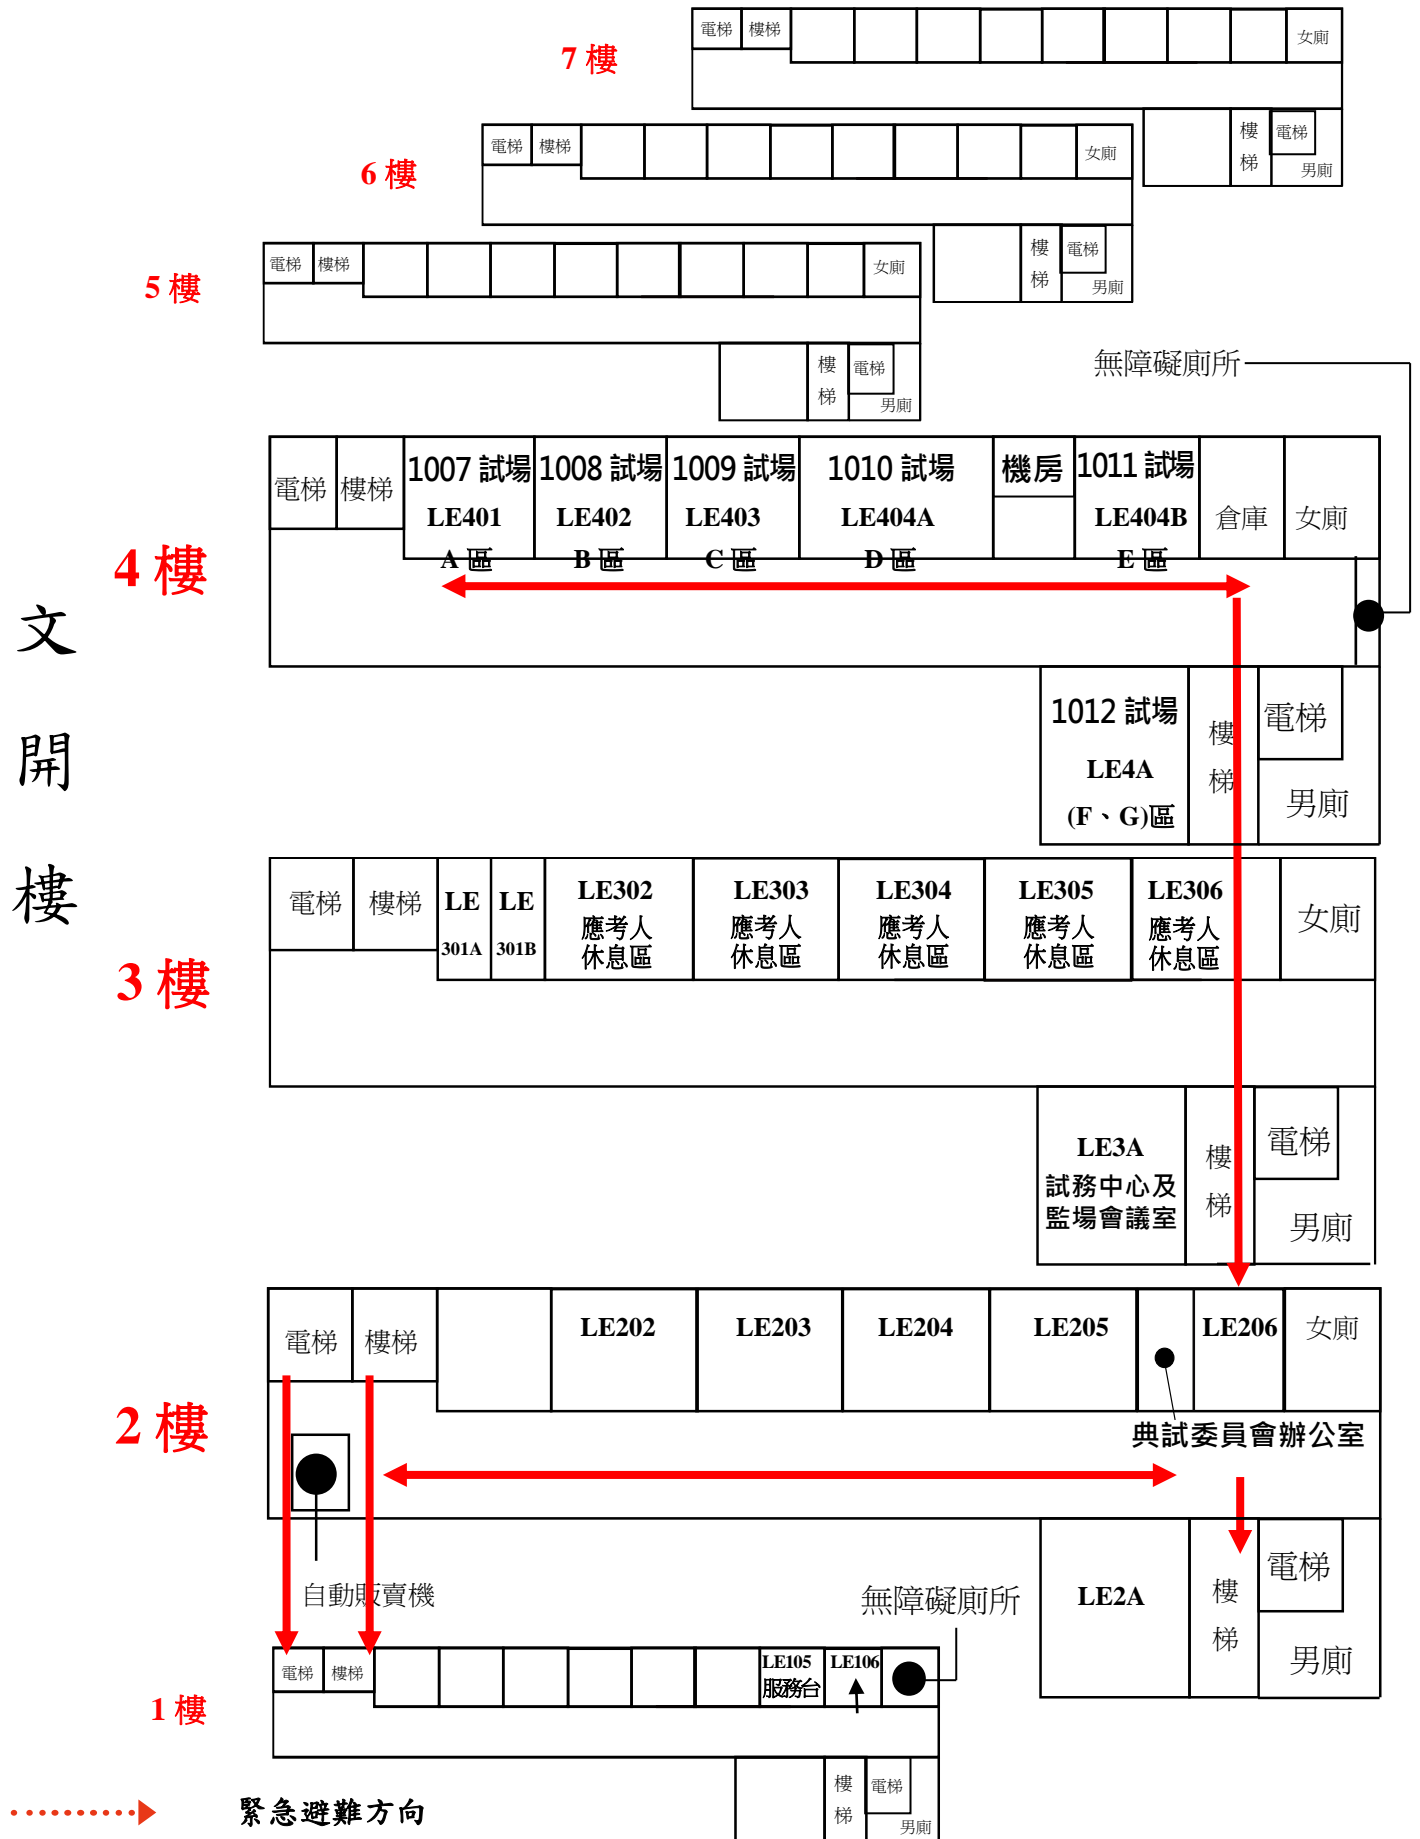 電梯 樓梯 女廁
7 樓
樓梯 電梯 男廁
電梯 樓梯 女廁
6 樓
樓梯 電梯 男廁
電梯 樓梯 女廁
5 樓
樓梯 電梯 男廁
無障礙廁所
文開樓
4 樓
電梯 樓梯
1007 試場
LE401
A 區
1008 試場
LE402
B 區
1009 試場
LE403
C 區
1010 試場
LE404A
D 區
機房
1011 試場
LE404B
E 區
倉庫
女廁
1012 試場
LE4A
(F、G)區
樓梯
電梯
男廁
3 樓
電梯 樓梯
LE
301A
LE
301B
LE302
應考人
休息區
LE303
應考人
休息區
LE304
應考人
休息區
LE305
應考人
休息區
LE306
應考人
休息區
女廁
LE3A
試務中心及
監場會議室
樓梯
電梯
男廁
2 樓
電梯 樓梯
LE202
LE203
LE204
LE205
LE206
女廁
典試委員會辦公室
自動販賣機
LE2A
樓梯
電梯
男廁
無障礙廁所
1 樓
電梯 樓梯
LE105
服務台
LE106
樓梯
電梯
男廁
緊急避難方向